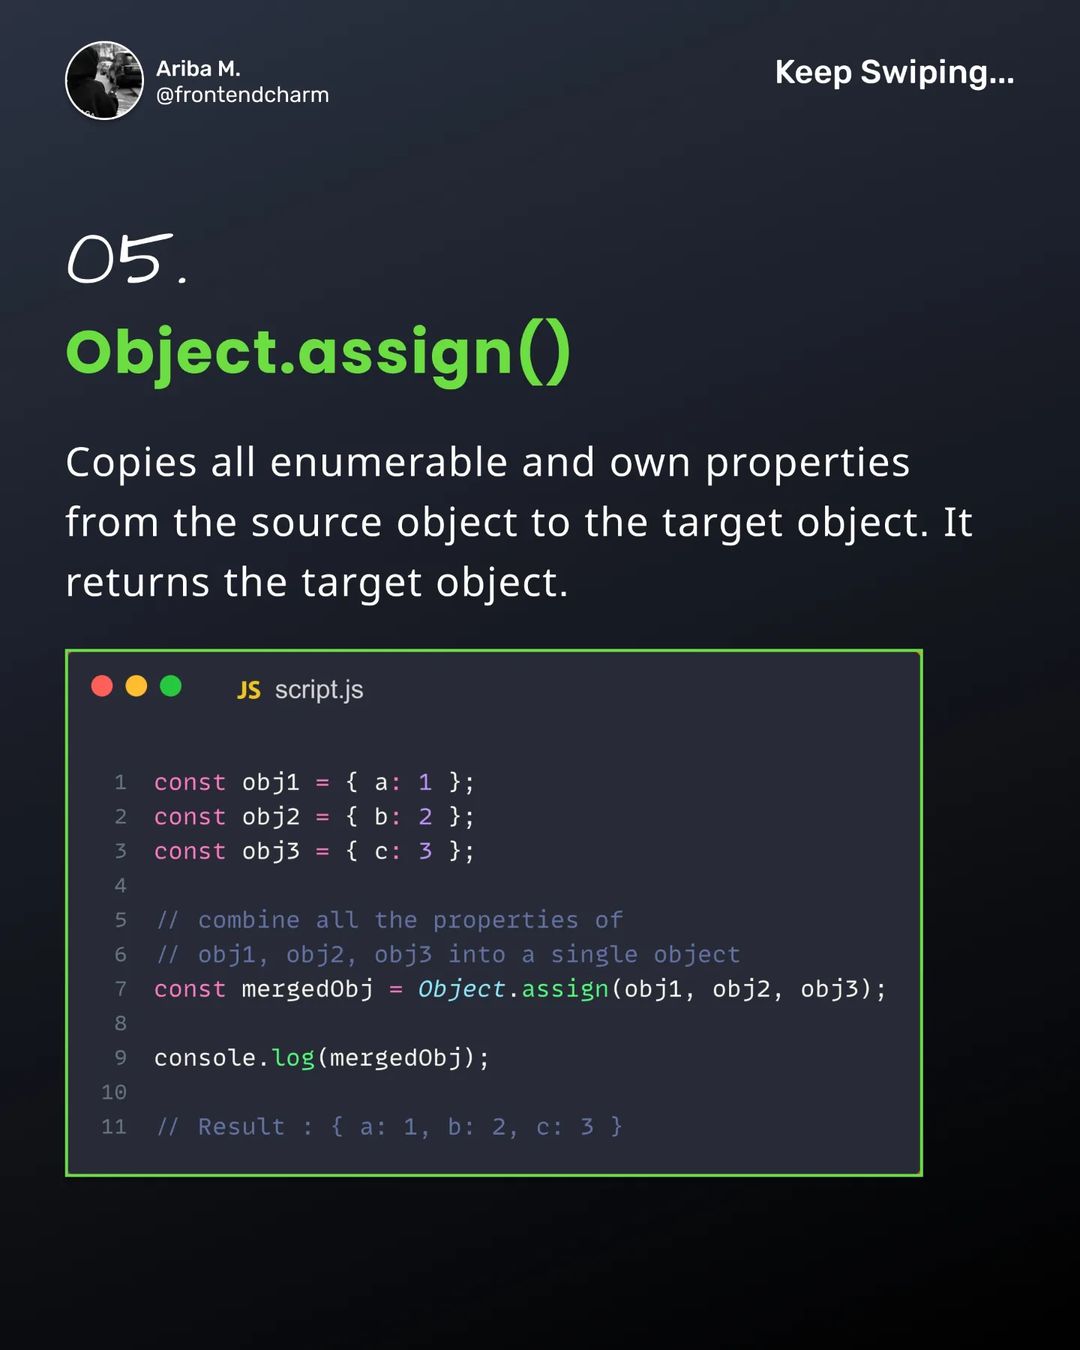 Ariba M.
@frontendcharm
Keep Swiping...
05.
Object.assign()
Copies all enumerable and own properties
from the source object to the target object. It
returns the target object.
JS script.js
1 const obj1 = { a: 1 };
2 const obj2 = { b: 2 };
3 const obj3 = { c: 3 };
4
5 // combine all the properties of
6 // obj1, obj2, obj3 into a single object
7 const mergedObj = Object.assign(obj1, obj2, obj3);
8
9 console.log(mergedObj);
10
11 // Result : { a: 1, b: 2, c: 3 }